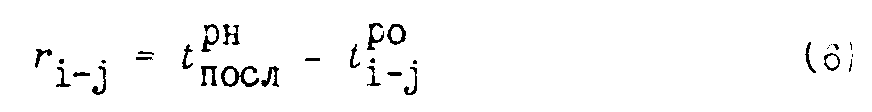 r_{i-j} = t^{рн}_{посл} - t^{ро}_{i-j} (6)